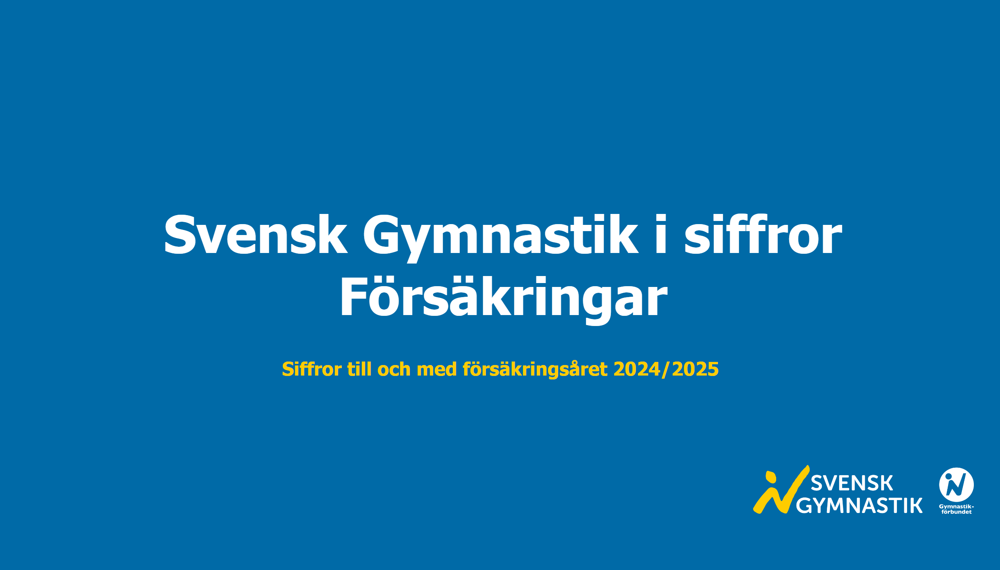 Svensk Gymnastik i siffror
Försäkringar
Siffror till och med försäkringsåret 2024/2025
SVENSK
GYMNASTIK
Gymnastik-
förbundet